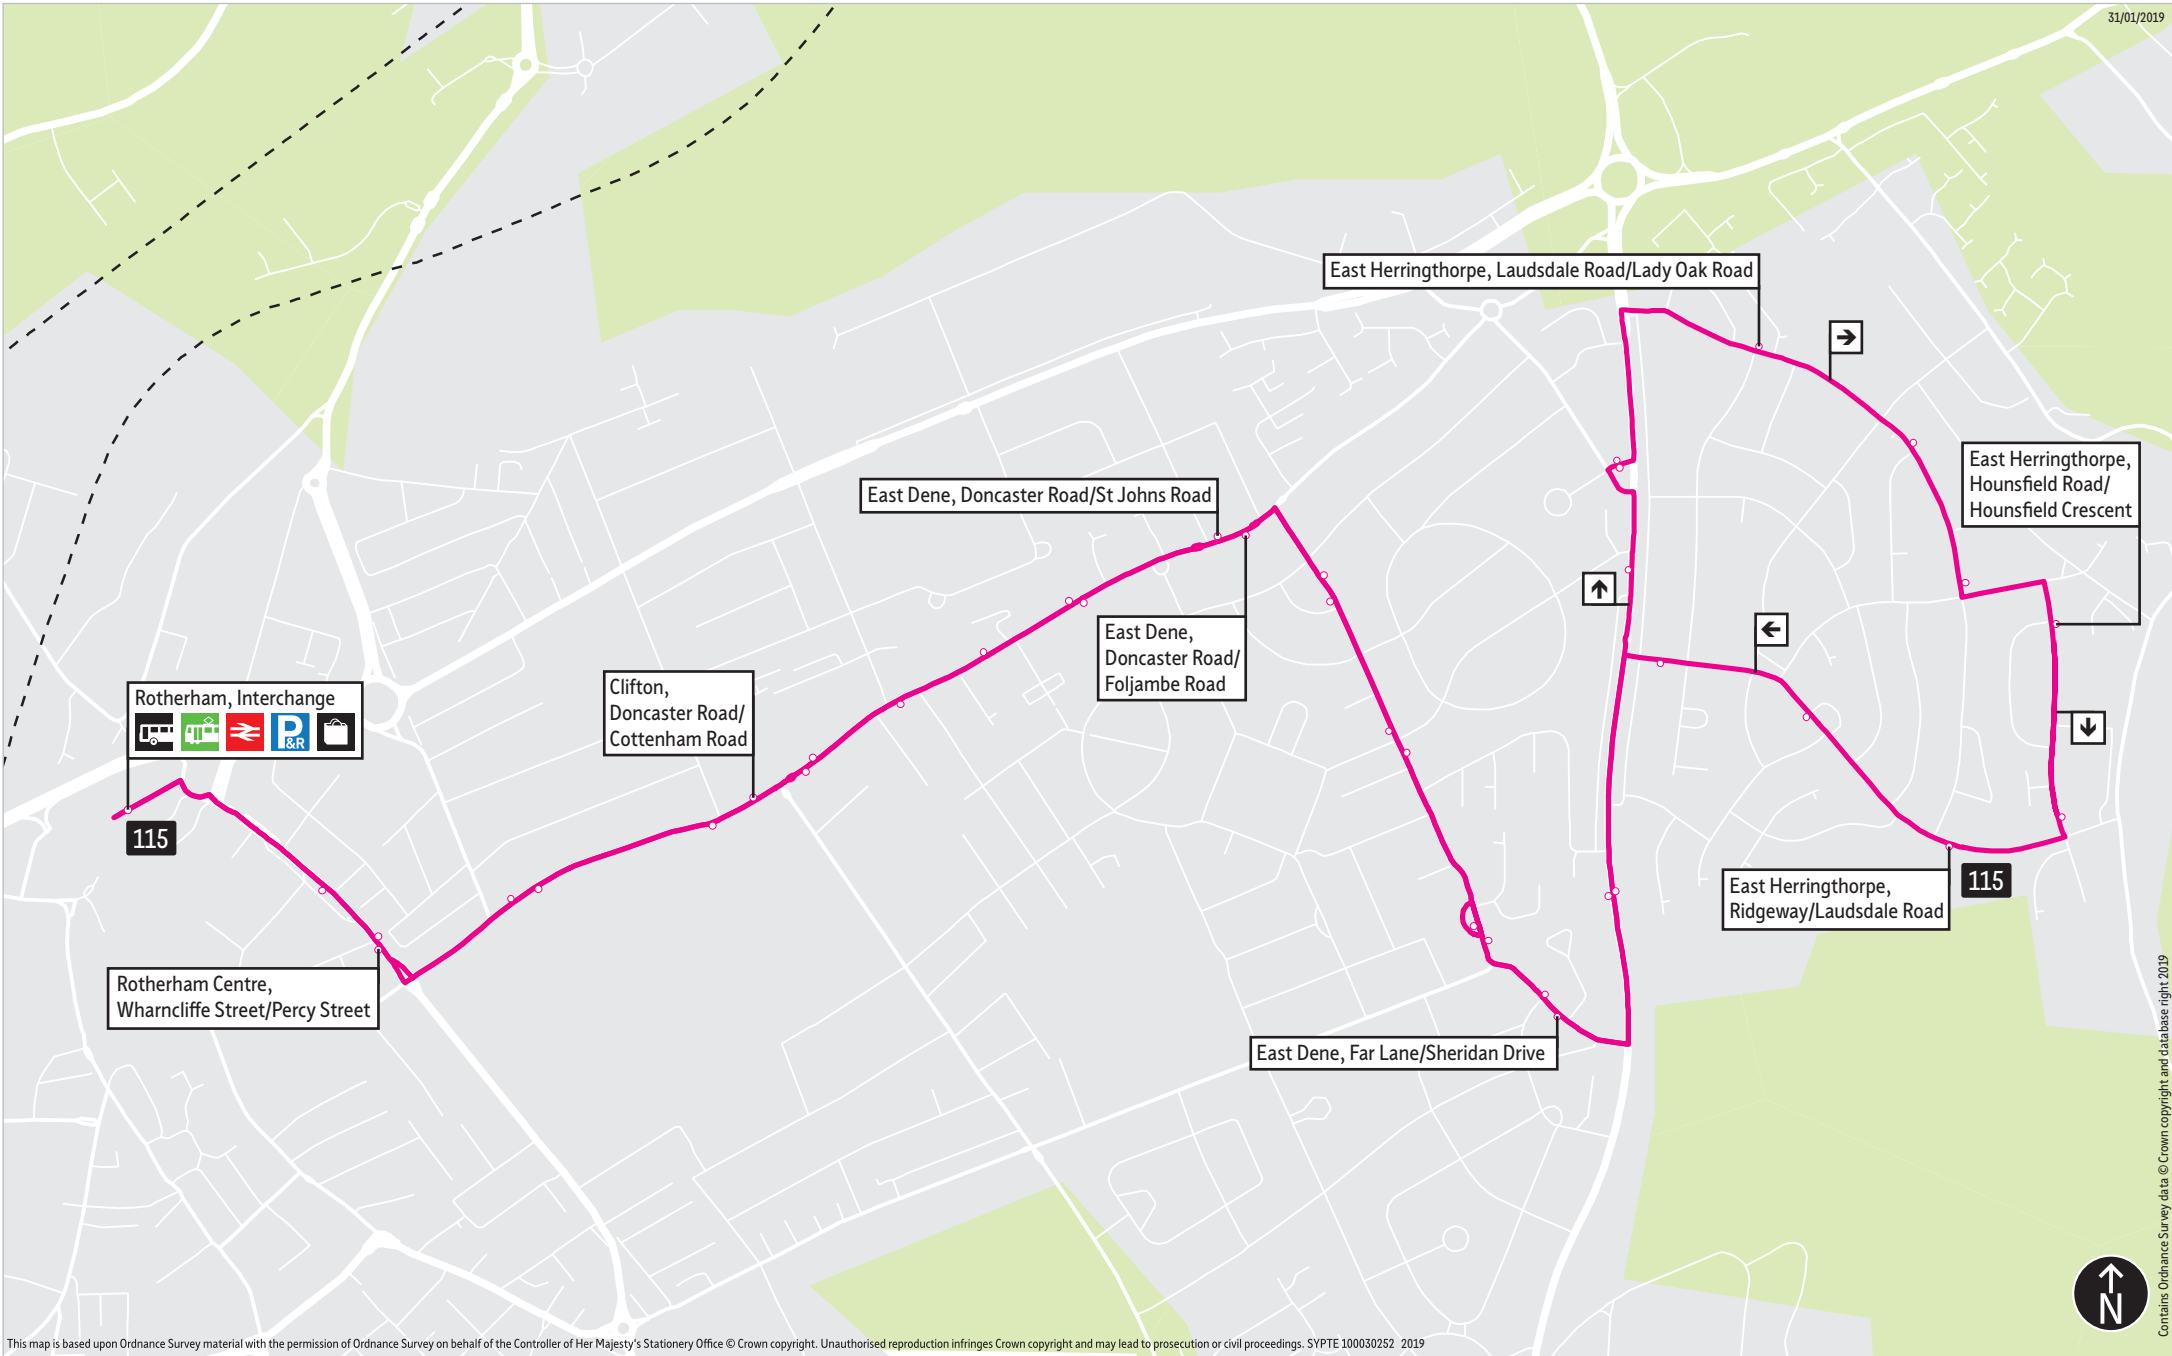 31/01/2019
East Herringthorpe, Laudsdale Road/Lady Oak Road
East Herringthorpe,
Hounsfield Road/
Hounsfield Crescent
East Dene, Doncaster Road/St Johns Road
East Dene,
Doncaster Road/
Foljambe Road
Clifton,
Doncaster Road/
Cottenham Road
Rotherham, Interchange
P
&R
115
East Herringthorpe,
Ridgeway/Laudsdale Road
115
Rotherham Centre,
Wharncliffe Street/Percy Street
East Dene, Far Lane/Sheridan Drive
N
Contains Ordnance Survey data © Crown copyright and database right 2019
This map is based upon Ordnance Survey material with the permission of Ordnance Survey on behalf of the Controller of Her Majesty's Stationery Office © Crown copyright. Unauthorised reproduction infringes Crown copyright and may lead to prosecution or civil proceedings. SYPTE 100030252 2019